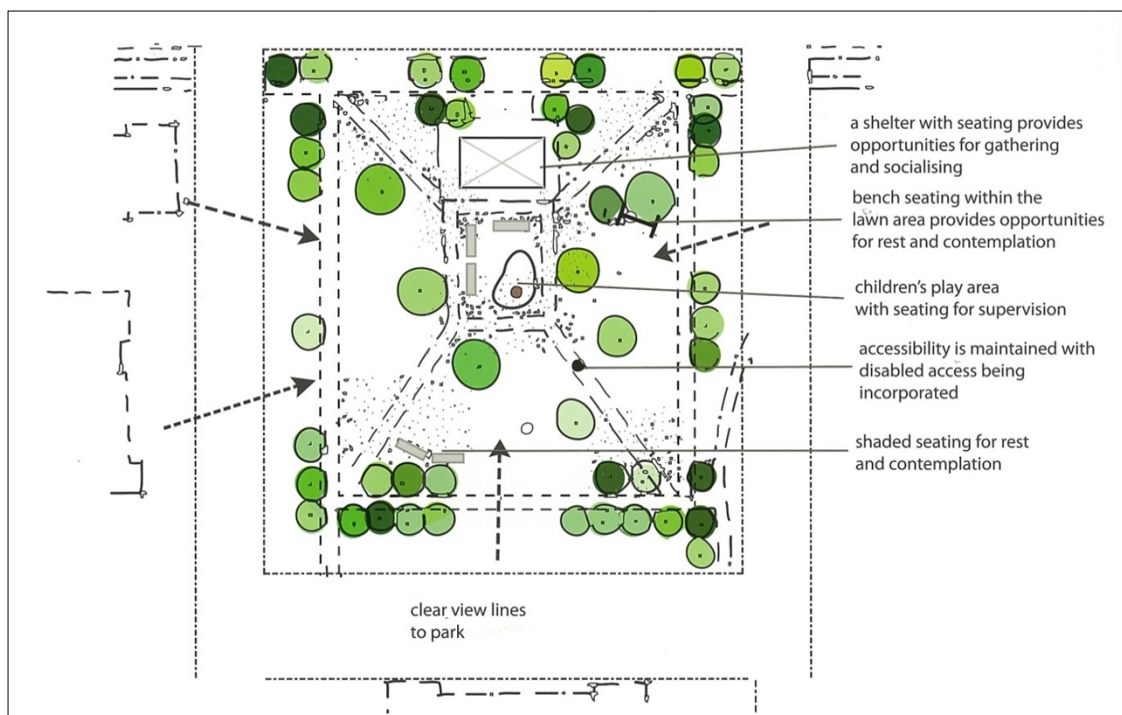 a shelter with seating provides
opportunities for gathering
and socialising
bench seating within the
lawn area provides opportunities
for rest and contemplation
children's play area
with seating for supervision
accessibility is maintained with
disabled access being
incorporated
shaded seating for rest
and contemplation
clear view lines
to park